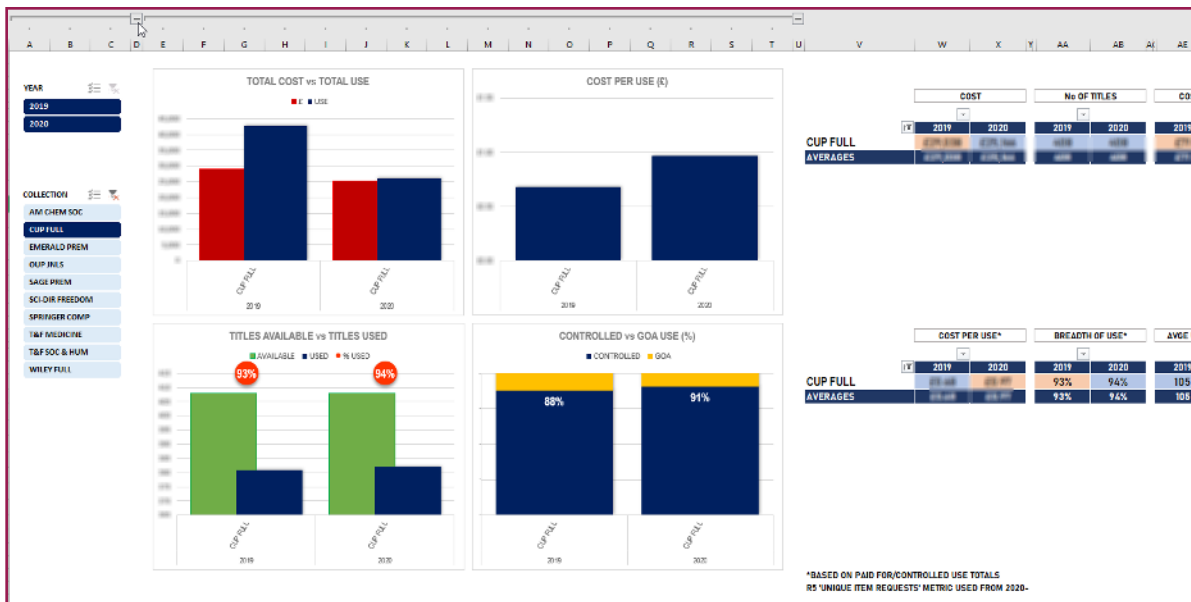 A B C D E F G H I J K L M N O P Q R S T U V W X Y AA AB AE
YEAR
2019
2020
COLLECTION
AM CHEM SOC
CUP FULL
EMERALD PREM
OUP JNLS
SAGE PREM
SCI-DIR FREEDOM
SPRINGER COMP
T&F MEDICINE
T&F SOC & HUM
WILEY FULL
TOTAL COST vs TOTAL USE
£ USE
CUP FULL CUP FULL
2019 2020
COST PER USE (£)
CUP FULL CUP FULL
2019 2020
TITLES AVAILABLE vs TITLES USED
AVAILABLE USED % USED
93% 94%
CUP FULL CUP FULL
2019 2020
CONTROLLED vs GOA USE (%)
CONTROLLED GOA
88% 91%
CUP FULL CUP FULL
2019 2020
COST No OF TITLES
2019 2020 2019 2020 2019
CUP FULL
AVERAGES
COST PER USE* BREADTH OF USE* AVGE
2019 2020 2019 2020 2019
CUP FULL 93% 94% 105
AVERAGES 93% 94% 105
*BASED ON PAID FOR/CONTROLLED USE TOTALS
R5 'UNIQUE ITEM REQUESTS' METRIC USED FROM 2020-